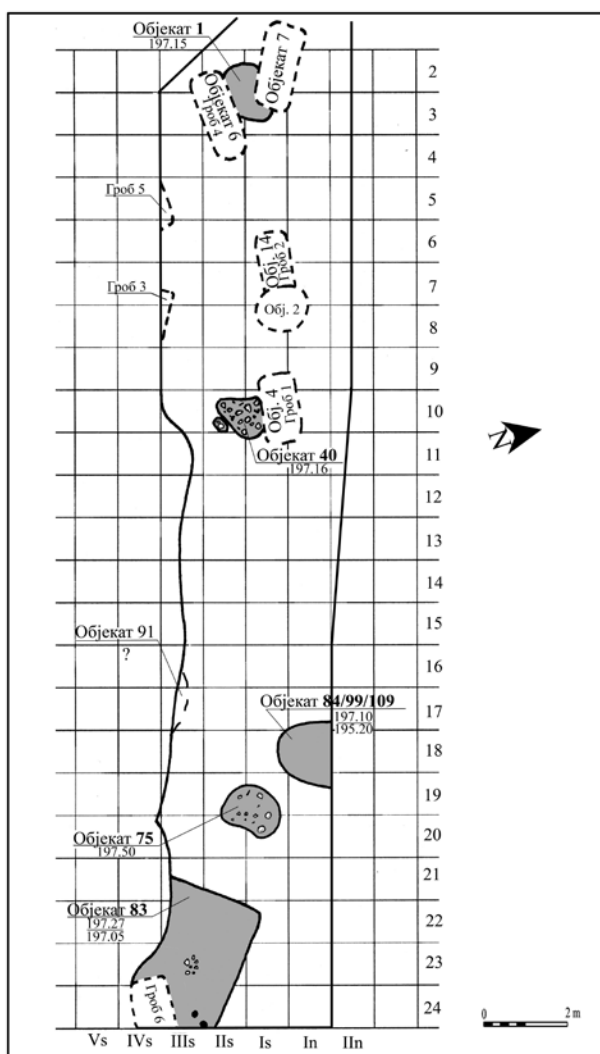 Објекат 1
197.15
Објекат 7
2
Објекат 6
Гроб 4
3
4
Гроб 5
5
6
Обј. 14
Гроб 2
7
Гроб 3
Обј. 2
8
9
Обј. 4
Гроб 1
10
N
Објекат 40
197.16
11
12
13
14
15
Објекат 91
?
16
Објекат 84/99/109
197.10
195.20
17
18
19
Објекат 75
197.50
20
21
Објекат 83
197.27
197.05
22
23
Гроб 6
24
0 2 m
Vs IVs IIIs IIs Is In IIn